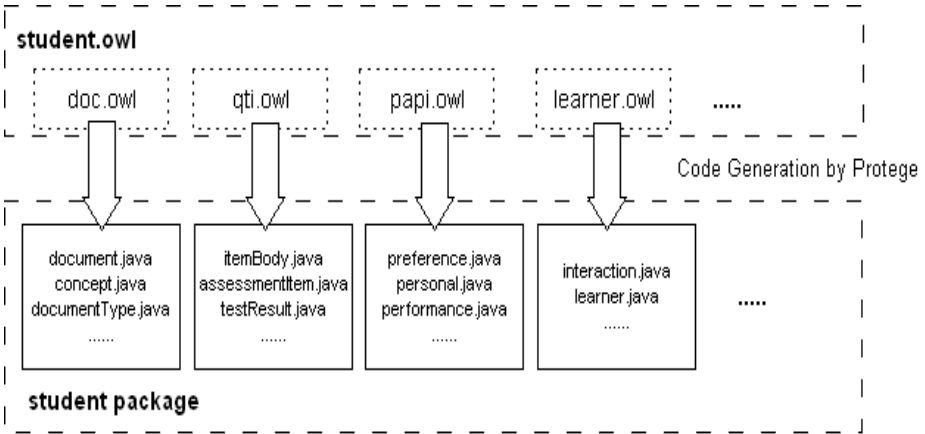 student.owl
doc.owl
qti.owl
papi.owl
learner.owl
.....
Code Generation by Protege
document.java
concept.java
documentType.java
......
itemBody.java
assessmentItem.java
testResult.java
......
preference.java
personal.java
performance.java
......
interaction.java
learner.java
......
.....
student package